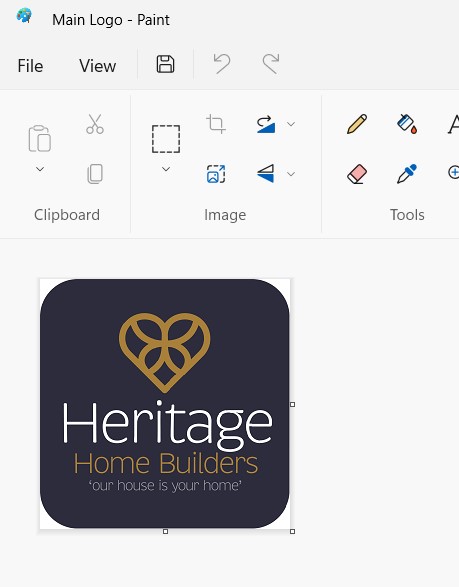 Main Logo - Paint
File
View
Clipboard
Image
Tools
Heritage
Home Builders
‘our house is your home’